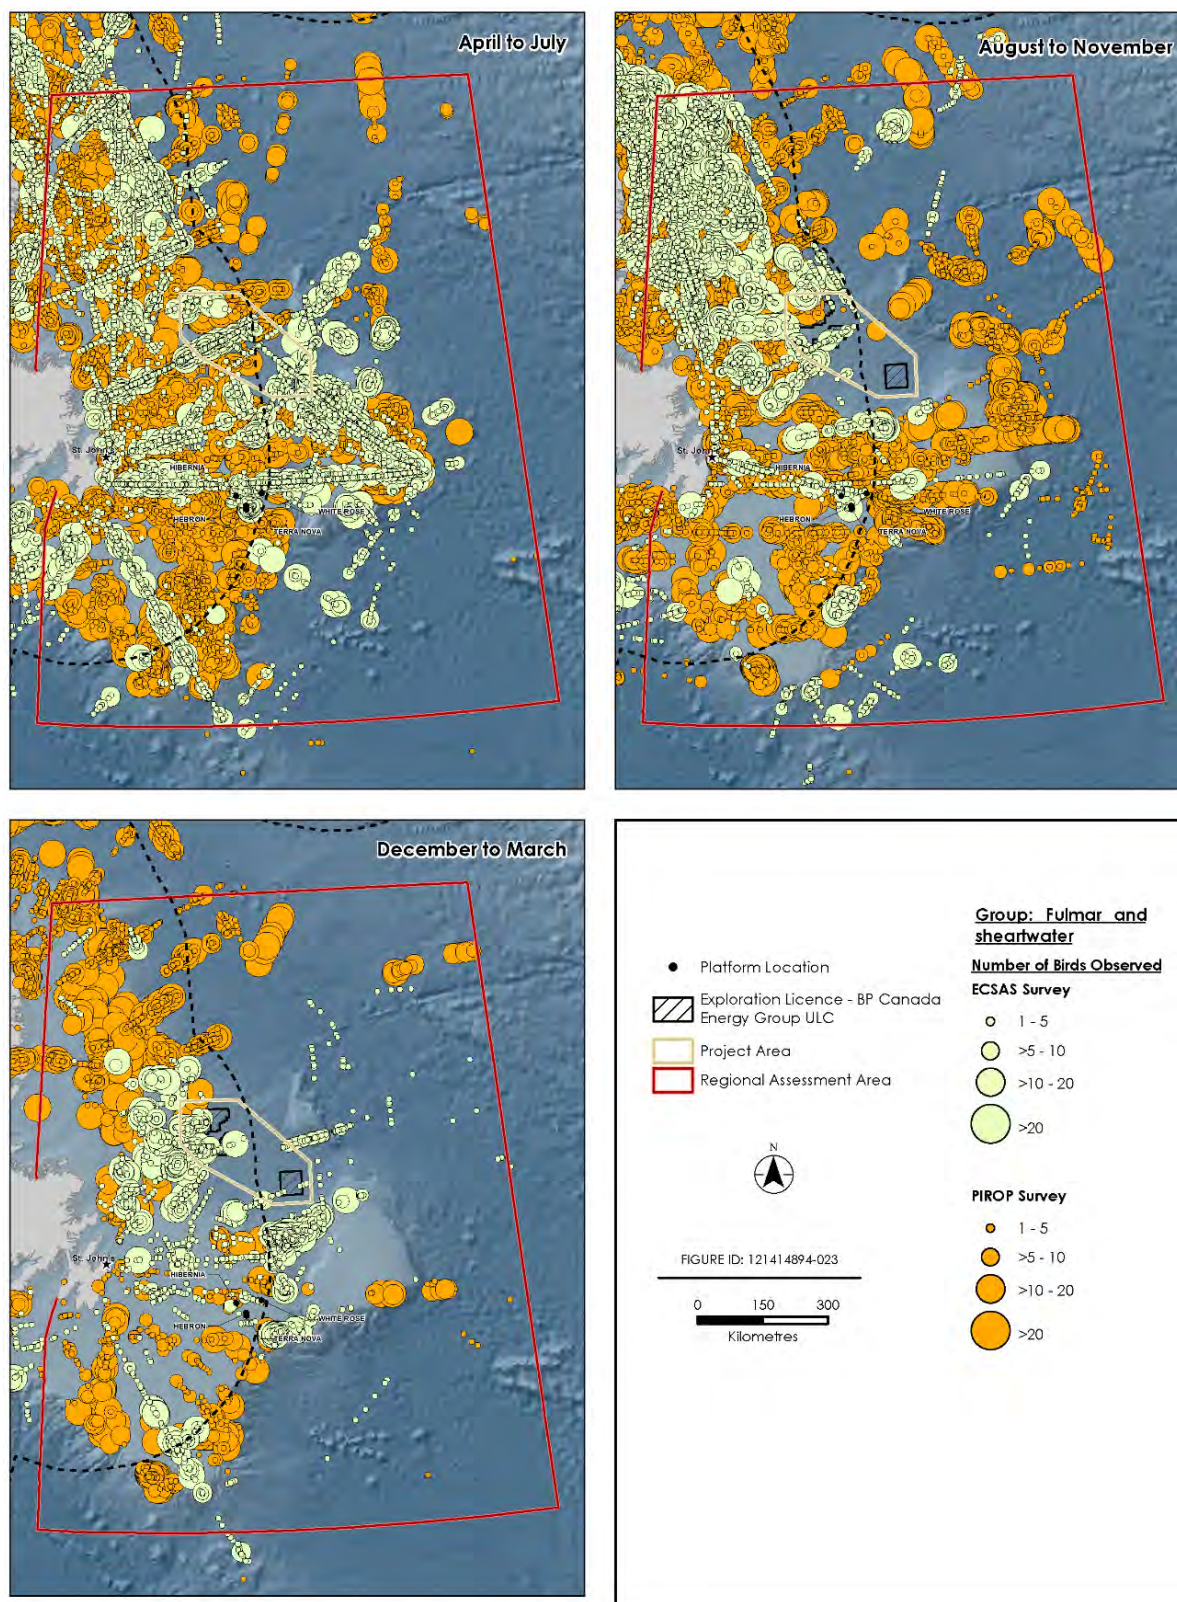 April to July
St. John's
HIBERNIA
HEBRON
WHITE ROSE
TERRA NOVA
August to November
St. John's
HIBERNIA
HEBRON
WHITE ROSE
TERRA NOVA
December to March
St. John's
HIBERNIA
HEBRON
WHITE ROSE
TERRA NOVA
Platform Location
Exploration Licence - BP Canada
Energy Group ULC
Project Area
Regional Assessment Area
N
FIGURE ID: 121414894-023
0 150 300
Kilometres
Group: Fulmar and
sheartwater
Number of Birds Observed
ECSAS Survey
1 - 5
>5 - 10
>10 - 20
>20
PIROP Survey
1 - 5
>5 - 10
>10 - 20
>20